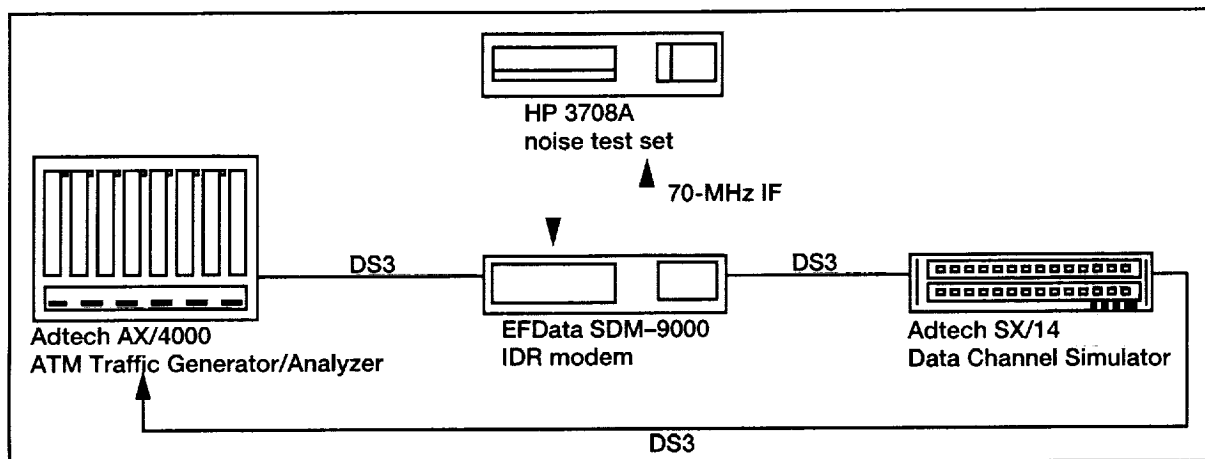 HP 3708A
noise test set
70-MHz IF
DS3
DS3
Adtech AX/4000
ATM Traffic Generator/Analyzer
EFData SDM–9000
IDR modem
Adtech SX/14
Data Channel Simulator
DS3